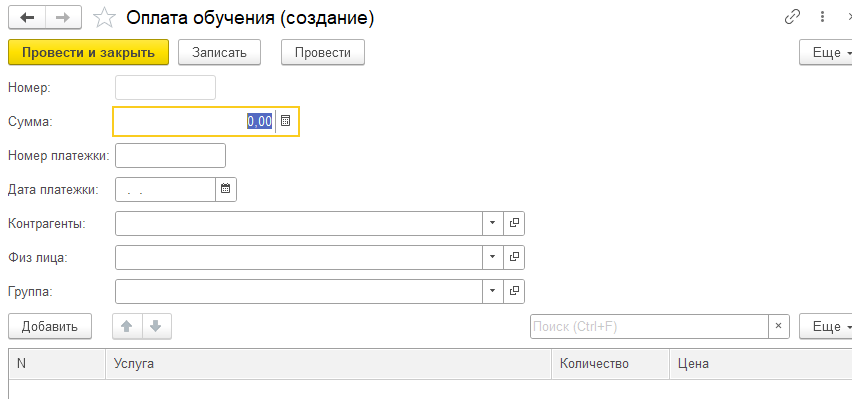 Оплата обучения (создание)
Провести и закрыть Записать Провести Еще
Номер:
Сумма: 0,00
Номер платежки:
Дата платежки: . .
Контрагенты:
Физ лица:
Группа:
Добавить Поиск (Ctrl+F) × Еще
N Услуга Количество Цена